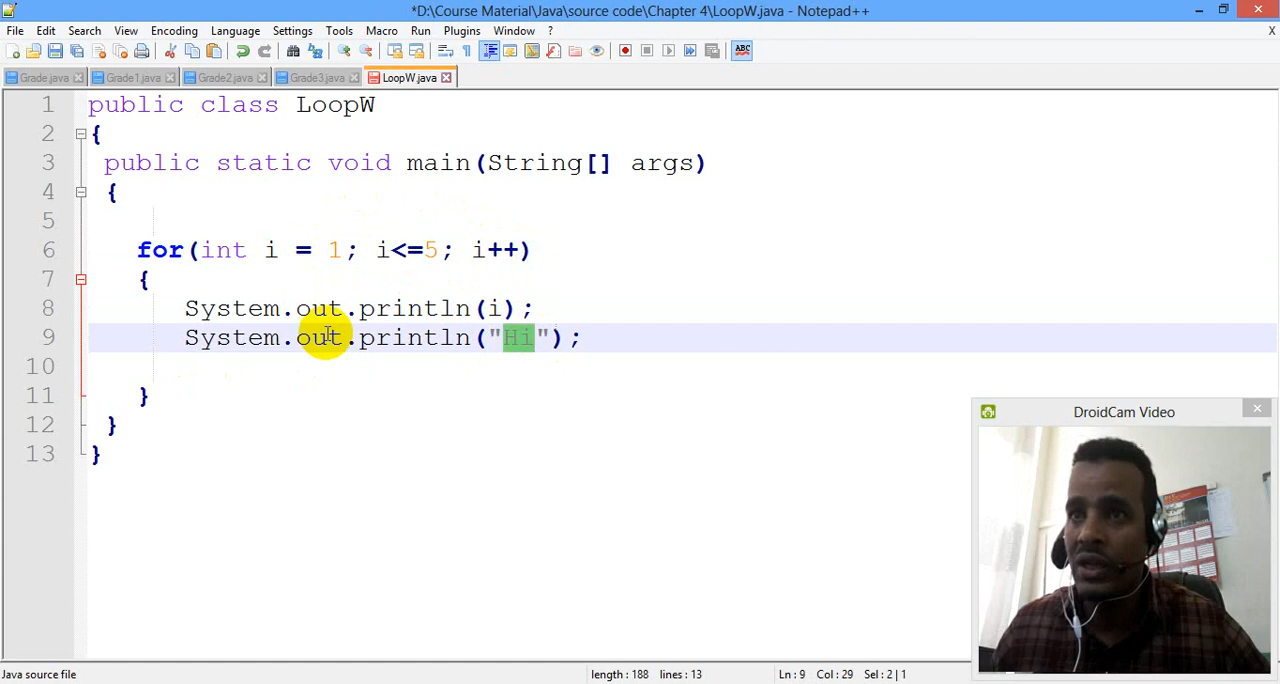 *D:\Course Material\Java\source code\Chapter 4\LoopW.java - Notepad++
File Edit Search View Encoding Language Settings Tools Macro Run Plugins Window ? X
ABC
Grade.java Grade1.java Grade2.java Grade3.java LoopW.java
1 public class LoopW
2 {
3 public static void main(String[] args)
4 {
5
6 for(int i = 1; i<=5; i++)
7 {
8 System.out.println(i);
9 System.out.println("Hi");
10
11 }
12 }
13 }
DroidCam Video
Java source file length : 188 lines : 13 Ln : 9 Col : 29 Sel : 2 | 1